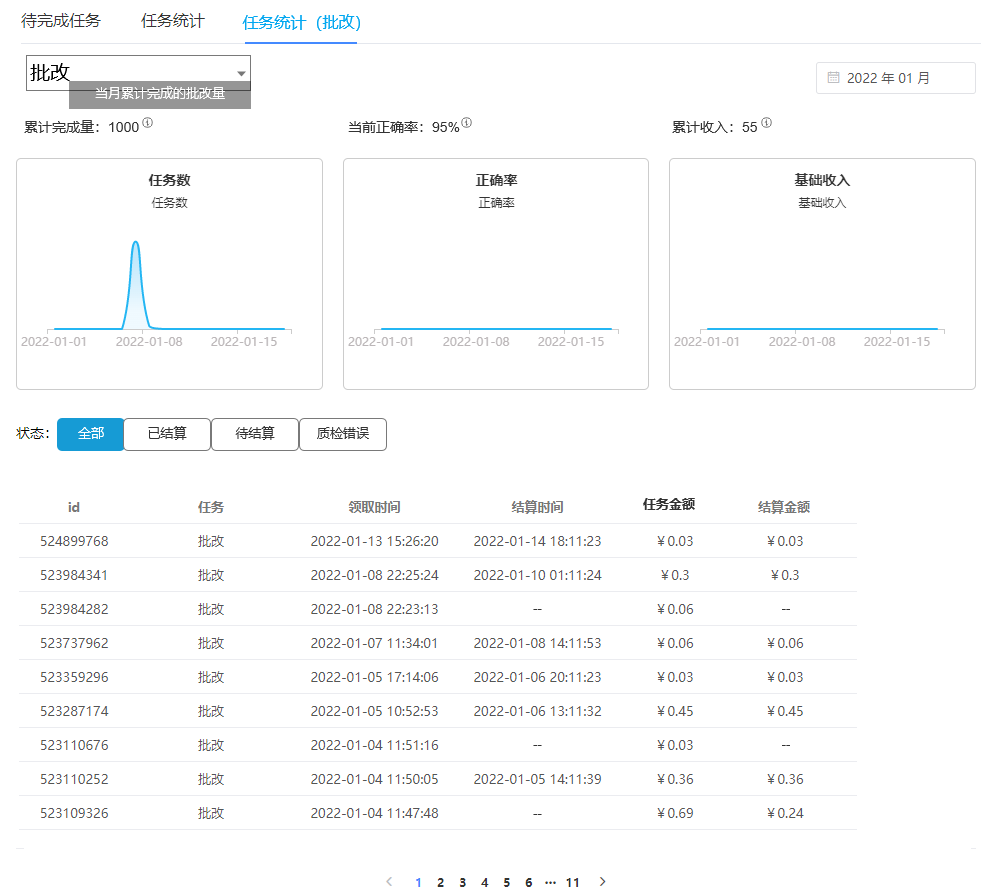 待完成任务 任务统计 任务统计（批改）
批改
当月累计完成的批改量
2022 年 01 月
累计完成量：1000 当前正确率：95% 累计收入：55
任务数 正确率 基础收入
任务数 正确率 基础收入
2022-01-01 2022-01-08 2022-01-15 2022-01-01 2022-01-08 2022-01-15 2022-01-01 2022-01-08 2022-01-15
状态： 全部 已结算 待结算 质检错误
id 任务 领取时间 结算时间 任务金额 结算金额
524899768 批改 2022-01-13 15:26:20 2022-01-14 18:11:23 ￥0.03 ￥0.03
523984341 批改 2022-01-08 22:25:24 2022-01-10 01:11:24 ￥0.3 ￥0.3
523984282 批改 2022-01-08 22:23:13 -- ￥0.06 --
523737962 批改 2022-01-07 11:34:01 2022-01-08 14:11:53 ￥0.06 ￥0.06
523359296 批改 2022-01-05 17:14:06 2022-01-06 20:11:23 ￥0.03 ￥0.03
523287174 批改 2022-01-05 10:52:53 2022-01-06 13:11:32 ￥0.45 ￥0.45
523110676 批改 2022-01-04 11:51:16 -- ￥0.03 --
523110252 批改 2022-01-04 11:50:05 2022-01-05 14:11:39 ￥0.36 ￥0.36
523109326 批改 2022-01-04 11:47:48 -- ￥0.69 ￥0.24
< 1 2 3 4 5 6 ··· 11 >